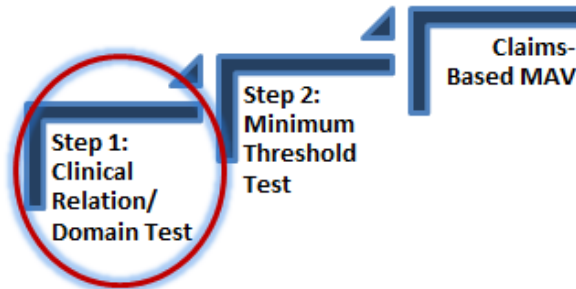 Step 1:
Clinical
Relation/
Domain Test
Step 2:
Minimum
Threshold
Test
Claims-
Based MAV